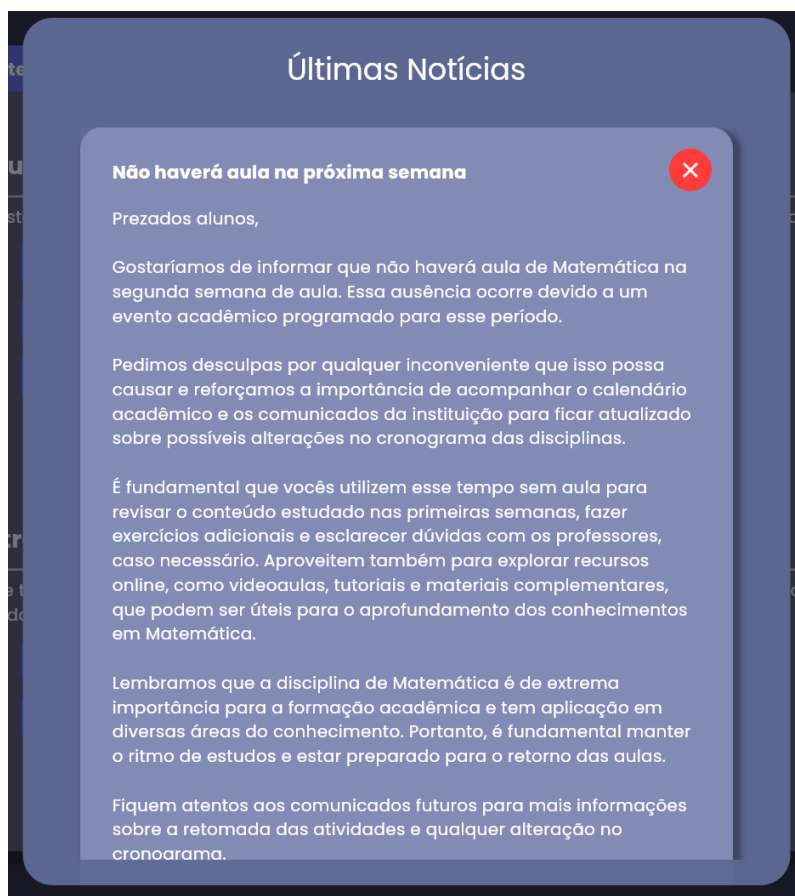 Últimas Notícias
Não haverá aula na próxima semana
Prezados alunos,
Gostaríamos de informar que não haverá aula de Matemática na
segunda semana de aula. Essa ausência ocorre devido a um
evento acadêmico programado para esse período.
Pedimos desculpas por qualquer inconveniente que isso possa
causar e reforçamos a importância de acompanhar o calendário
acadêmico e os comunicados da instituição para ficar atualizado
sobre possíveis alterações no cronograma das disciplinas.
É fundamental que vocês utilizem esse tempo sem aula para
revisar o conteúdo estudado nas primeiras semanas, fazer
exercícios adicionais e esclarecer dúvidas com os professores,
caso necessário. Aproveitem também para explorar recursos
online, como videoaulas, tutoriais e materiais complementares,
que podem ser úteis para o aprofundamento dos conhecimentos
em Matemática.
Lembramos que a disciplina de Matemática é de extrema
importância para a formação acadêmica e tem aplicação em
diversas áreas do conhecimento. Portanto, é fundamental manter
o ritmo de estudos e estar preparado para o retorno das aulas.
Fiquem atentos aos comunicados futuros para mais informações
sobre a retomada das atividades e qualquer alteração no
cronograma.